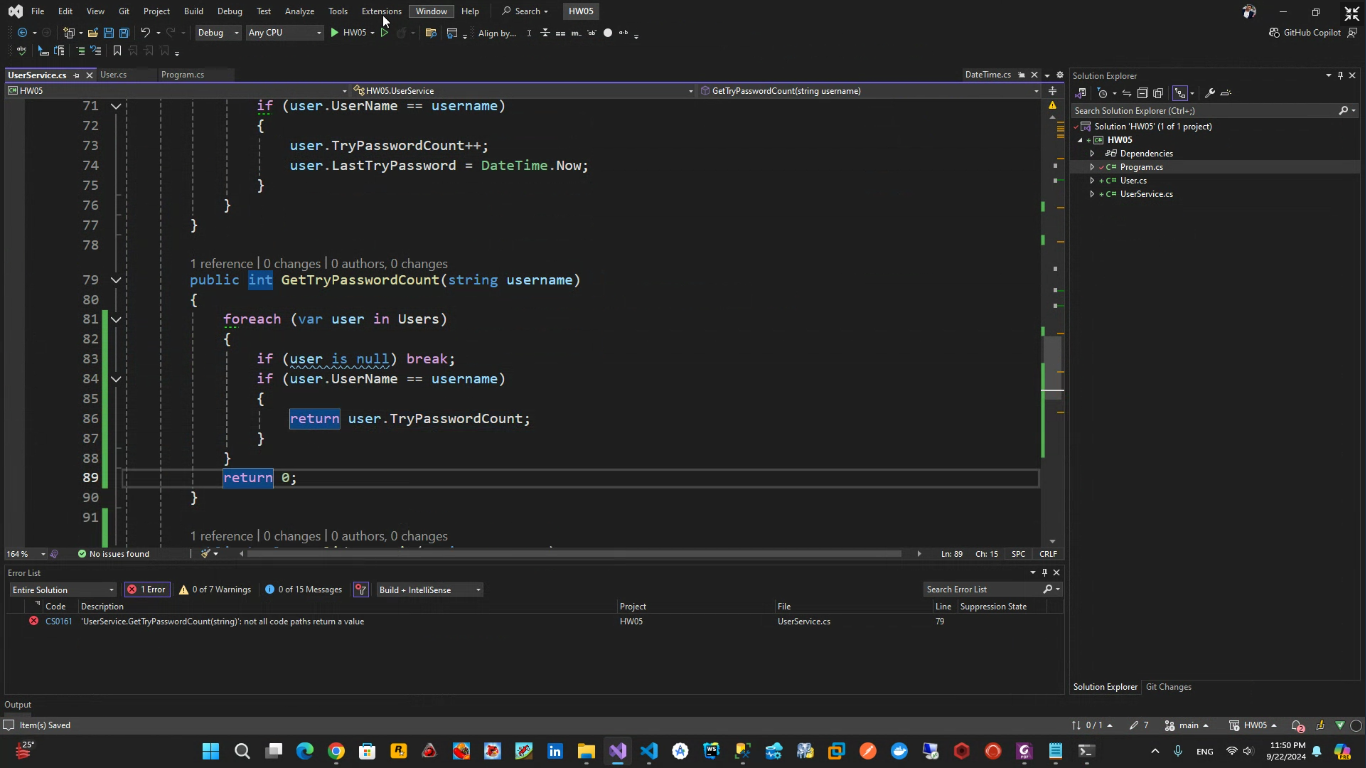 File Edit View Git Project Build Debug Test Analyze Tools Extensions Window Help Search HW05
Debug Any CPU HW05 Align by... GitHub Copilot
UserService.cs User.cs Program.cs DateTime.cs
HW05 HW05.UserService GetTryPasswordCount(string username)
71 if (user.UserName == username)
72 {
73 user.TryPasswordCount++;
74 user.LastTryPassword = DateTime.Now;
75 }
76 }
77 }
78
1 reference | 0 changes | 0 authors, 0 changes
79 public int GetTryPasswordCount(string username)
80 {
81 foreach (var user in Users)
82 {
83 if (user is null) break;
84 if (user.UserName == username)
85 {
86 return user.TryPasswordCount;
87 }
88 }
89 return 0;
90 }
91
1 reference | 0 changes | 0 authors, 0 changes
164 % No issues found Ln: 89 Ch: 15 SPC CRLF
Solution Explorer
Search Solution Explorer (Ctrl+;)
Solution 'HW05' (1 of 1 project)
HW05
Dependencies
Program.cs
User.cs
UserService.cs
Solution Explorer Git Changes
Error List
Entire Solution 1 Error 0 of 7 Warnings 0 of 15 Messages Build + IntelliSense Search Error List
Code Description Project File Line Suppression State
CS0161 'UserService.GetTryPasswordCount(string)': not all code paths return a value HW05 UserService.cs 79
Output
Item(s) Saved 0 / 1 7 main HW05 2
25° ENG 11:50 PM
9/22/2024